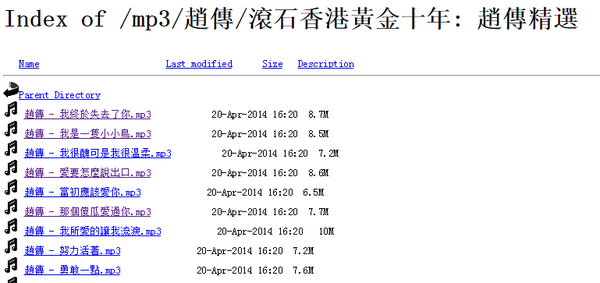 Index of /mp3/趙傳/滾石香港黃金十年: 趙傳精選
Name Last modified Size Description
Parent Directory
趙傳 - 我終於失去了你.mp3 20-Apr-2014 16:20 8.7M
趙傳 - 我是一隻小小鳥.mp3 20-Apr-2014 16:20 8.5M
趙傳 - 我很醜可是我很温柔.mp3 20-Apr-2014 16:20 7.2M
趙傳 - 愛要怎麼說出口.mp3 20-Apr-2014 16:20 8.6M
趙傳 - 當初應該愛你.mp3 20-Apr-2014 16:20 6.5M
趙傳 - 那個傻瓜愛過你.mp3 20-Apr-2014 16:20 7.7M
趙傳 - 我所愛的讓我流淚.mp3 20-Apr-2014 16:20 10M
趙傳 - 努力活著.mp3 20-Apr-2014 16:20 7.2M
趙傳 - 勇敢一點.mp3 20-Apr-2014 16:20 7.6M